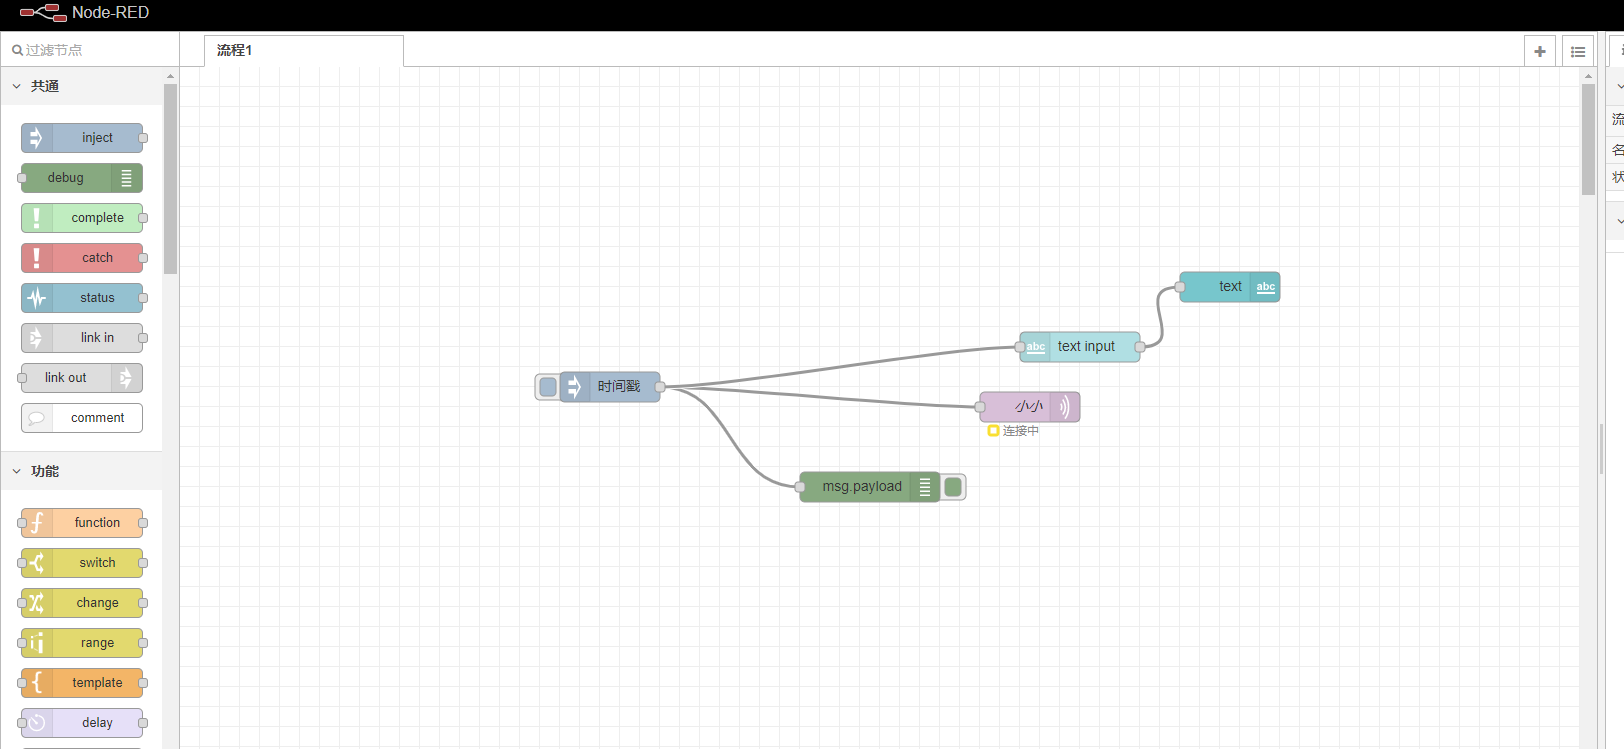 Node-RED
过滤节点
流程1
共通
inject
debug
complete
catch
status
link in
link out
comment
功能
function
switch
change
range
template
delay
text
abc
abc
text input
时间戳
小小
连接中
msg.payload
流
名
状